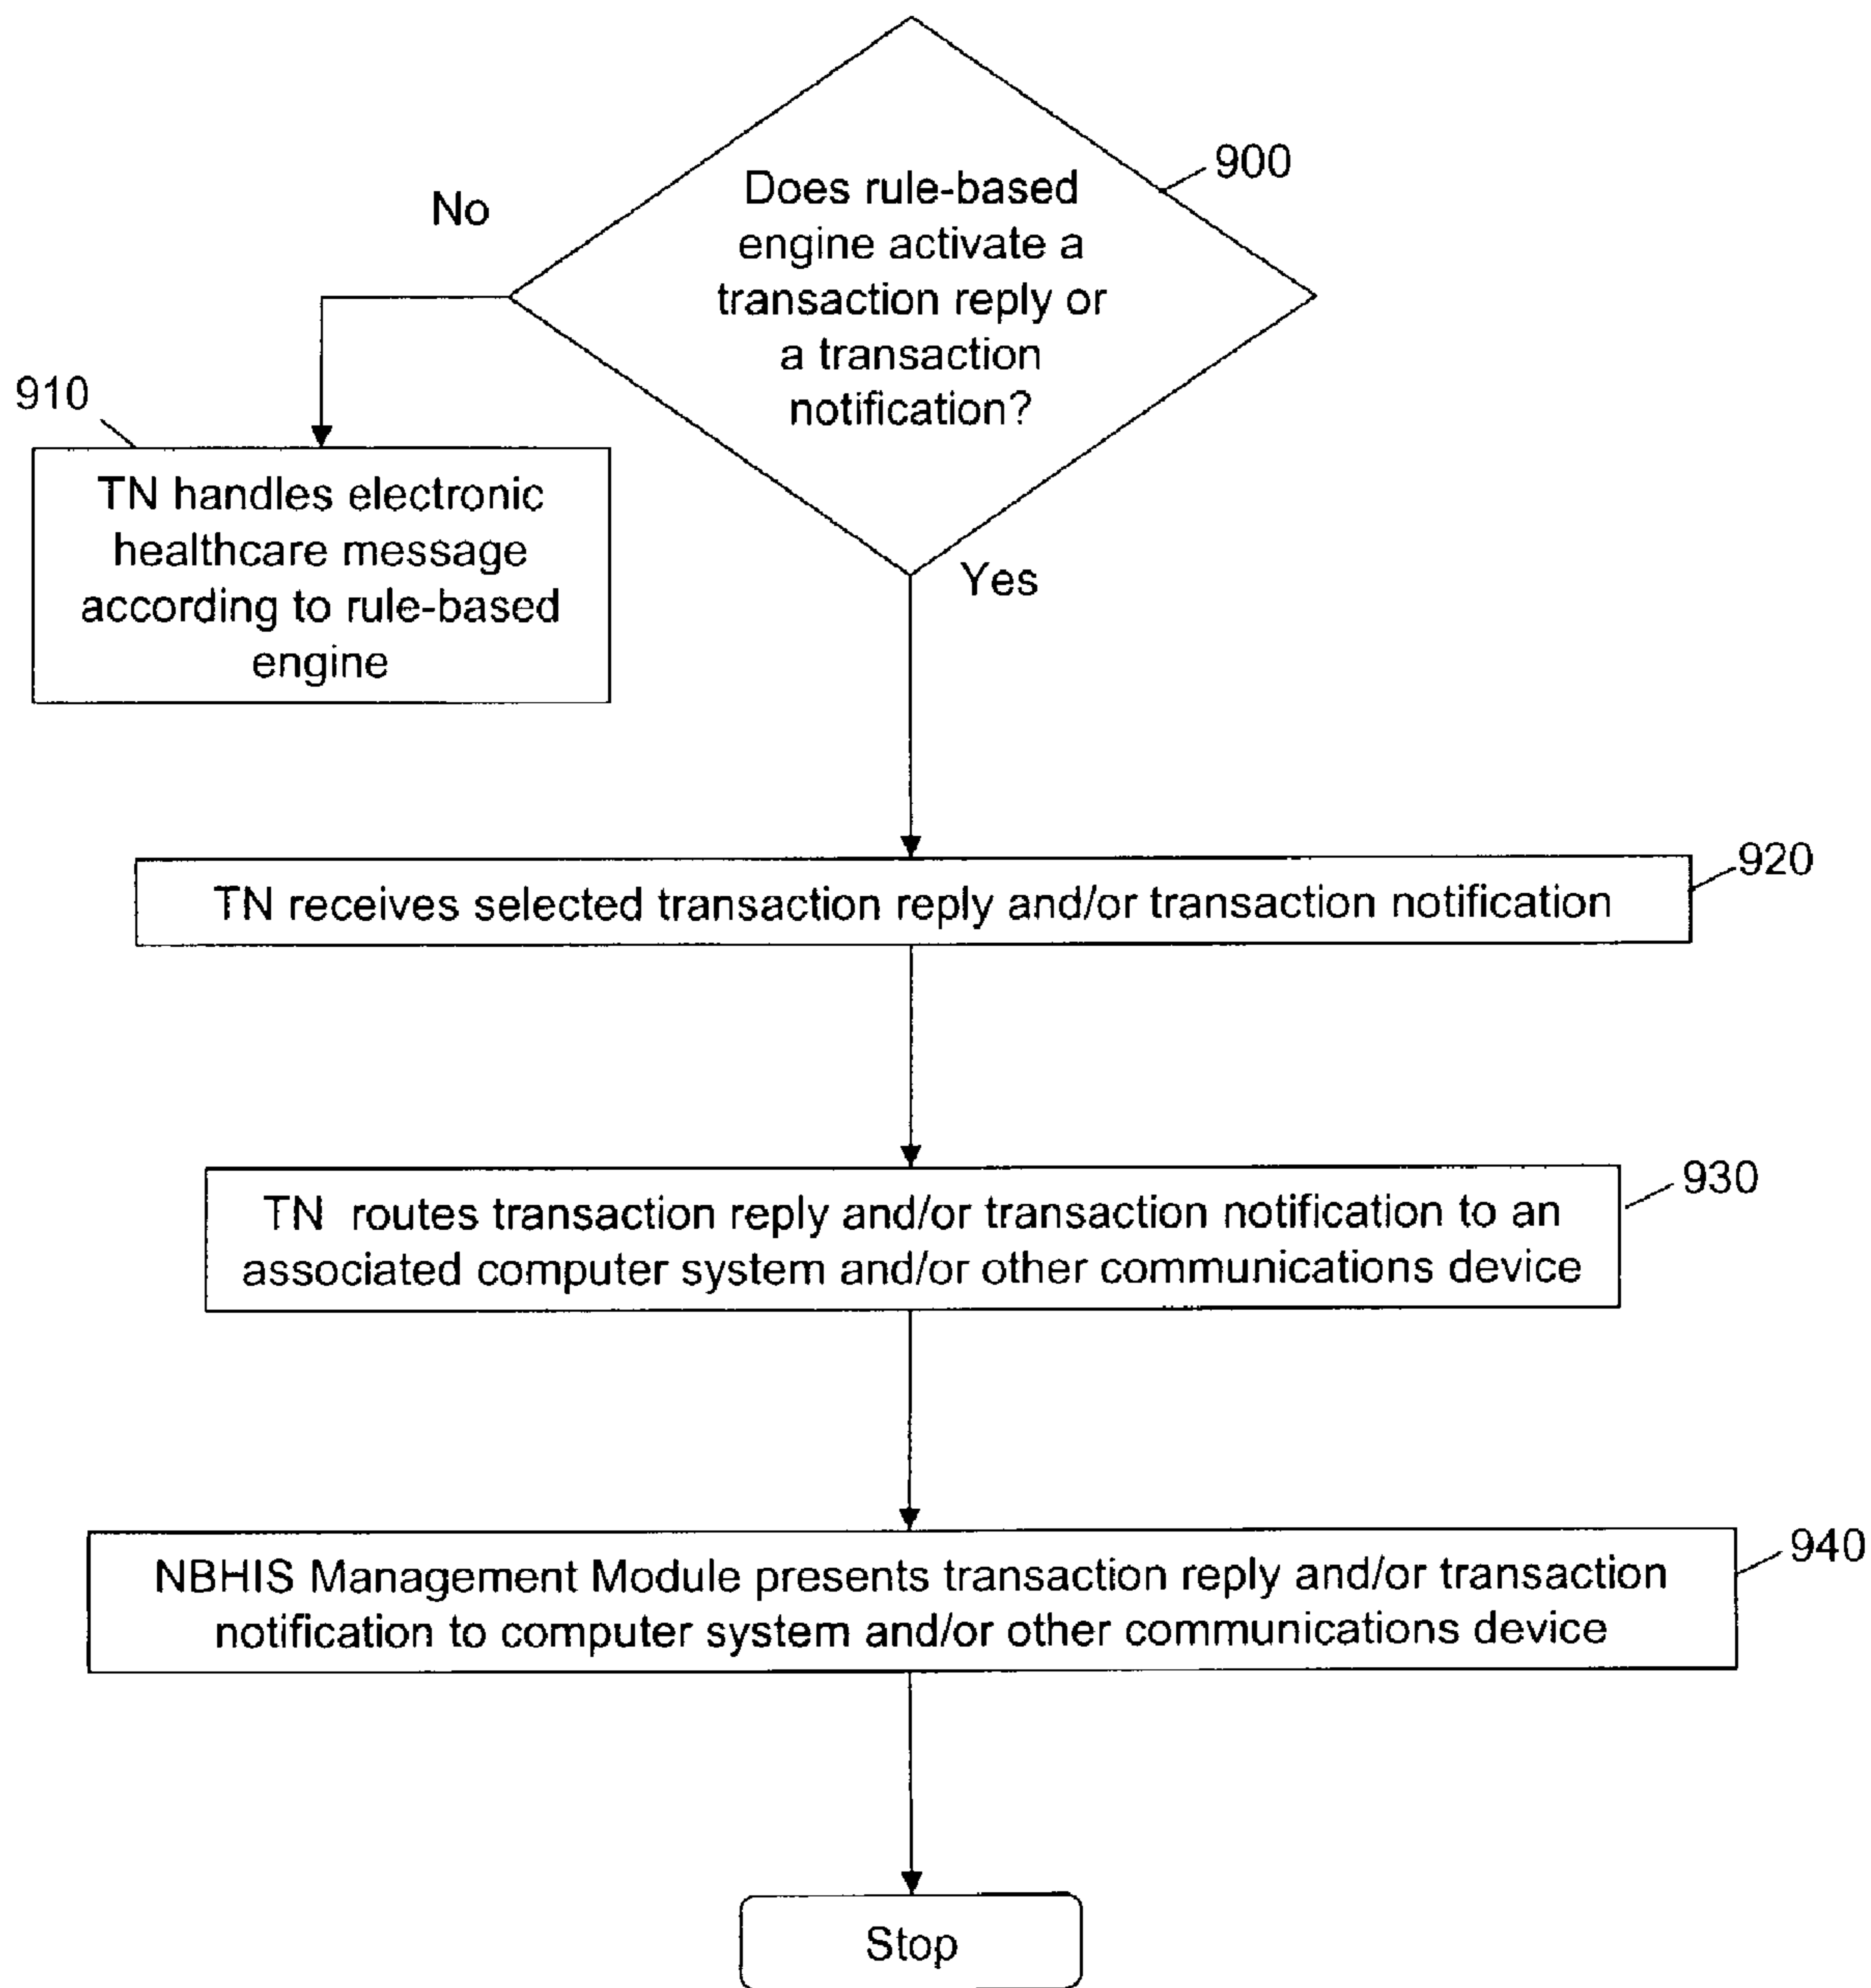 900
Does rule-based
engine activate a
transaction reply or
a transaction
notification?
No
Yes
910
TN handles electronic
healthcare message
according to rule-based
engine
920
TN receives selected transaction reply and/or transaction notification
930
TN routes transaction reply and/or transaction notification to an
associated computer system and/or other communications device
940
NBHIS Management Module presents transaction reply and/or transaction
notification to computer system and/or other communications device
Stop